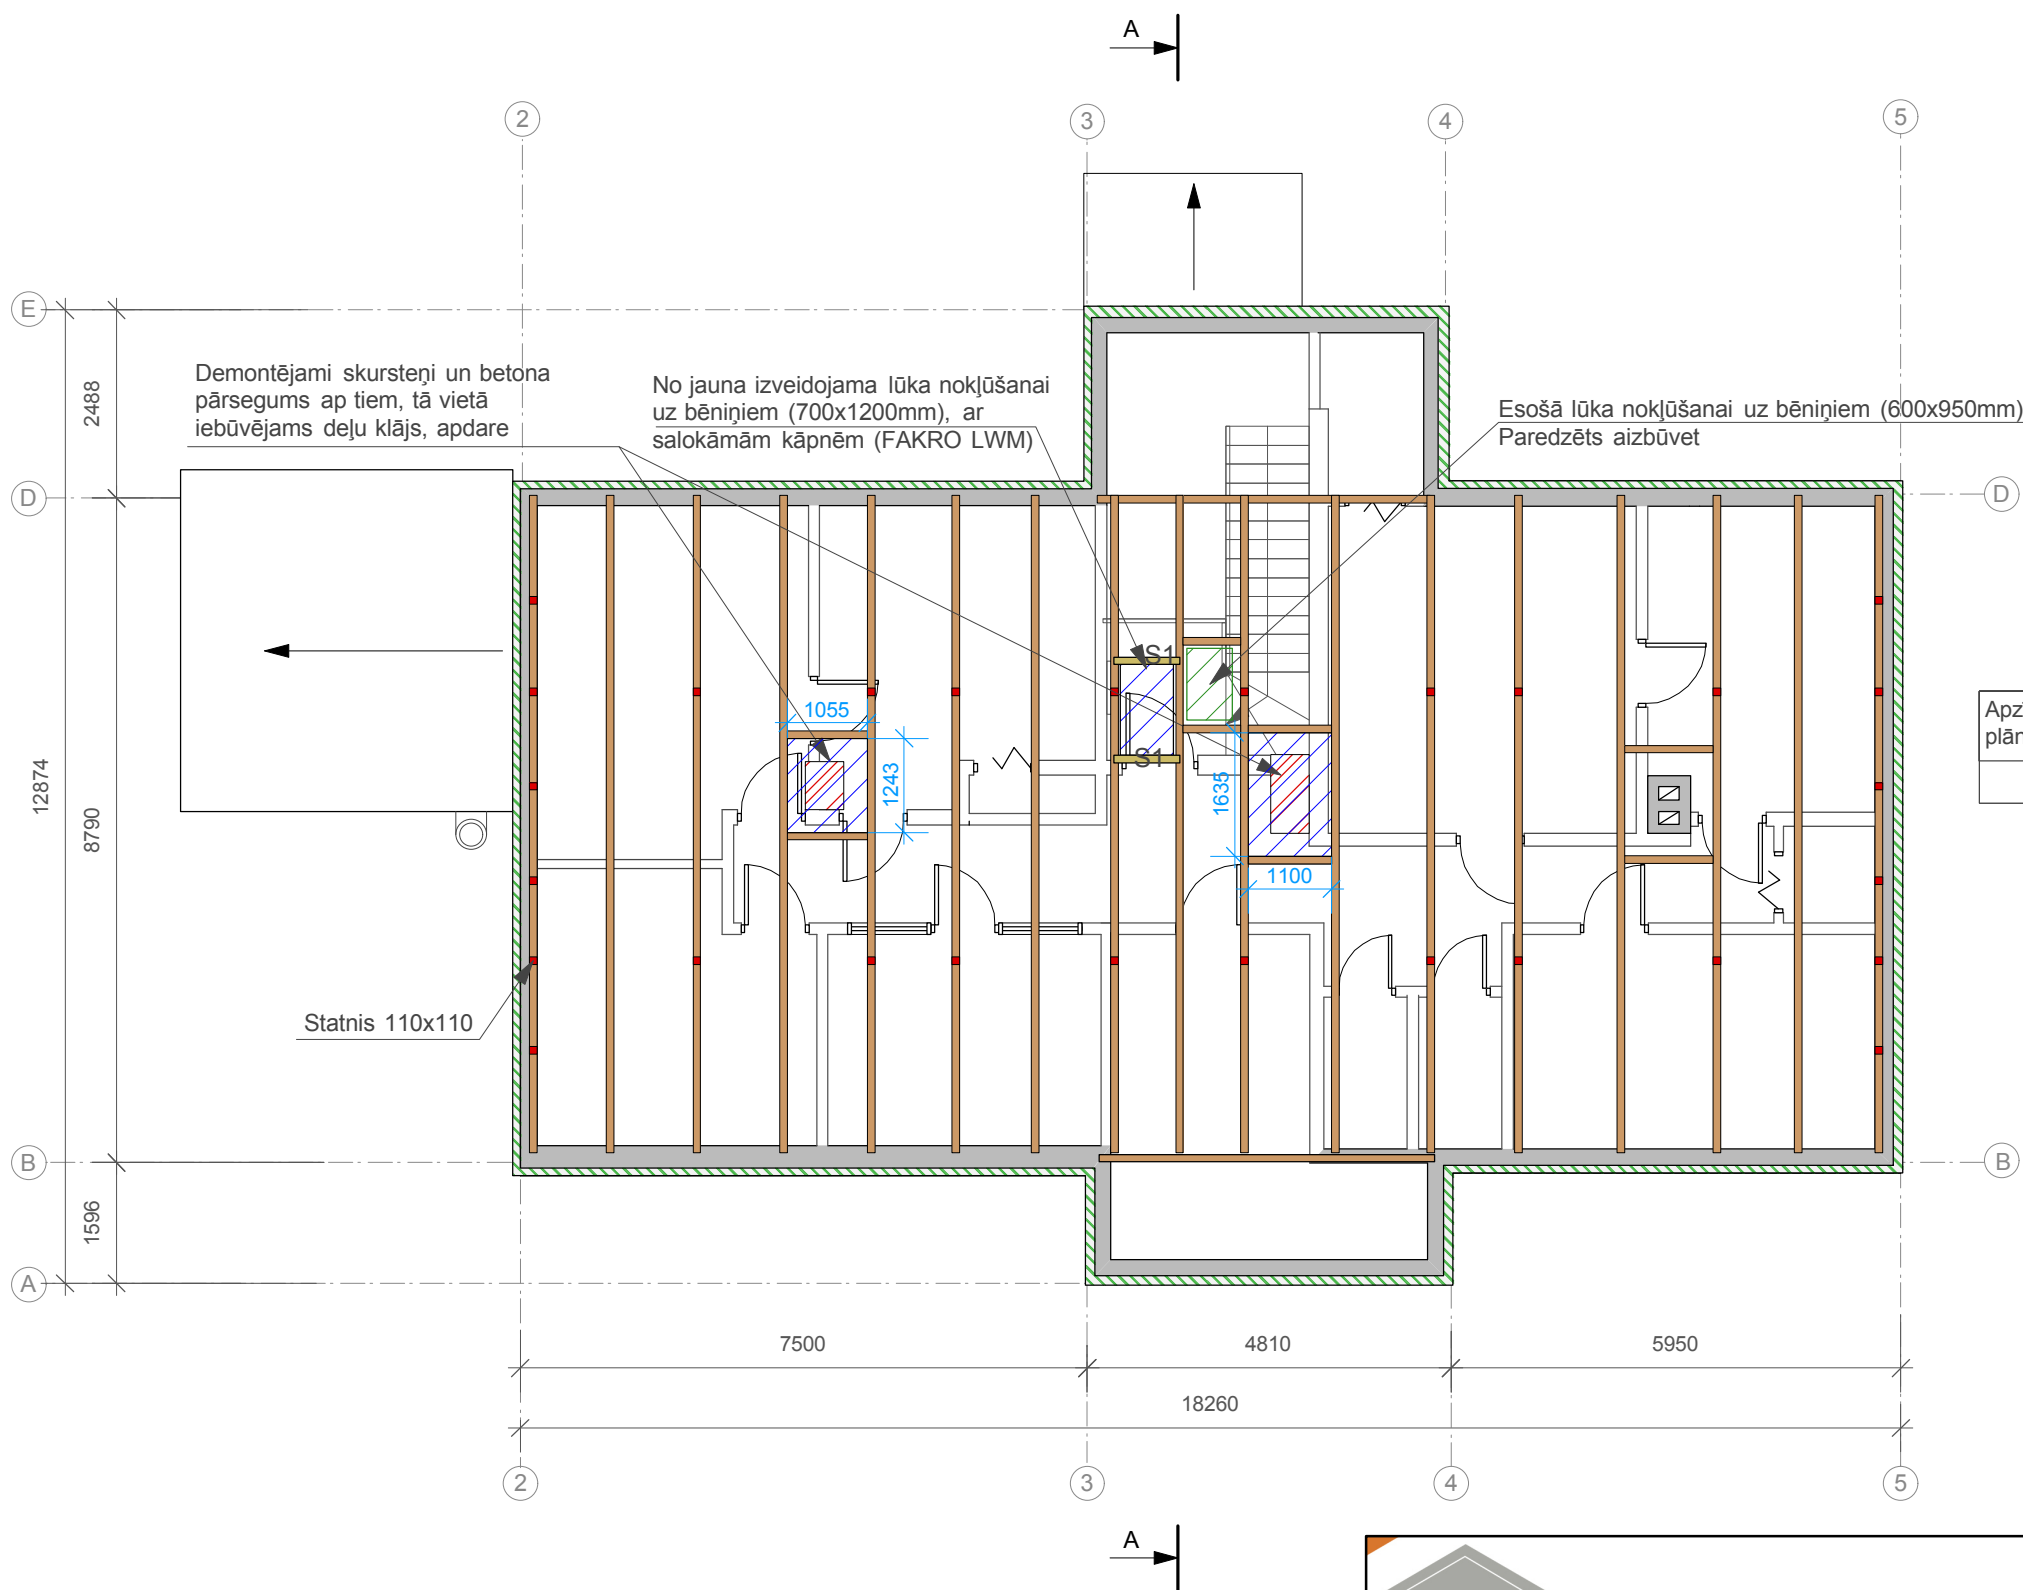 A
2
3
4
5
E
Demontējami skursteņi un betona
pārsegums ap tiem, tā vietā
iebūvējams deļu klājs, apdare
No jauna izveidojama lūka nokļūšanai
uz bēniņiem (700x1200mm), ar
salokāmām kāpnēm (FAKRO LWM)
Esošā lūka nokļūšanai uz bēniņiem (600x950mm)
Paredzēts aizbūvet
2488
D
D
S1
1055
Apz
plān
12874
8790
1243
S1
1635
1100
Statnis 110x110
B
B
1596
A
7500
4810
5950
18260
2
3
4
5
A